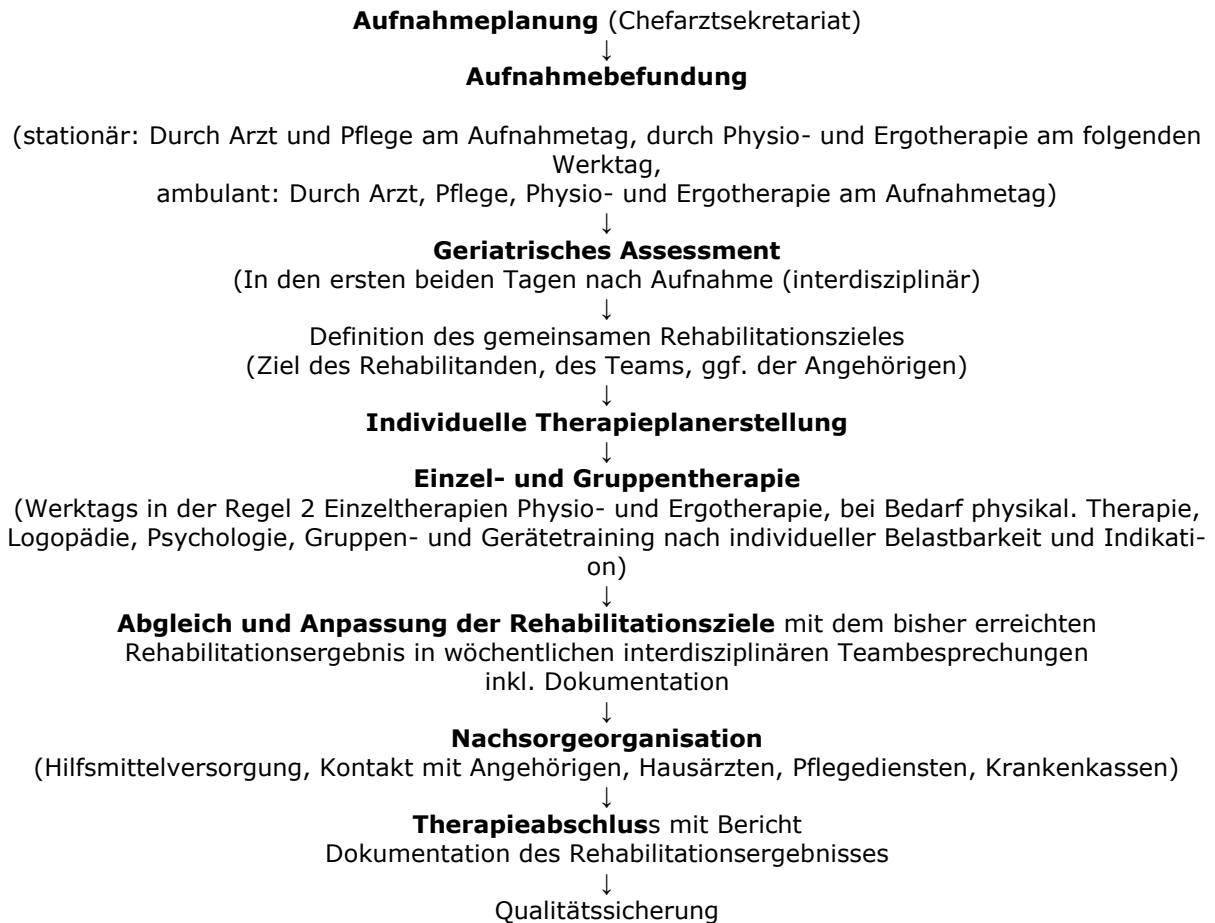 Aufnahmeplanung (Chefarztsekretariat)
↓
Aufnahmebefundung
(stationär: Durch Arzt und Pflege am Aufnahmetag, durch Physio- und Ergotherapie am folgenden
Werktag,
ambulant: Durch Arzt, Pflege, Physio- und Ergotherapie am Aufnahmetag)
↓
Geriatrisches Assessment
(In den ersten beiden Tagen nach Aufnahme (interdisziplinär)
↓
Definition des gemeinsamen Rehabilitationszieles
(Ziel des Rehabilitanden, des Teams, ggf. der Angehörigen)
↓
Individuelle Therapieplanerstellung
↓
Einzel- und Gruppentherapie
(Werktags in der Regel 2 Einzeltherapien Physio- und Ergotherapie, bei Bedarf physikal. Therapie,
Logopädie, Psychologie, Gruppen- und Gerätetraining nach individueller Belastbarkeit und Indikati-
on)
↓
Abgleich und Anpassung der Rehabilitationsziele mit dem bisher erreichten
Rehabilitationsergebnis in wöchentlichen interdisziplinären Teambesprechungen
inkl. Dokumentation
↓
Nachsorgeorganisation
(Hilfsmittelversorgung, Kontakt mit Angehörigen, Hausärzten, Pflegediensten, Krankenkassen)
↓
Therapieabschluss mit Bericht
Dokumentation des Rehabilitationsergebnisses
↓
Qualitätssicherung